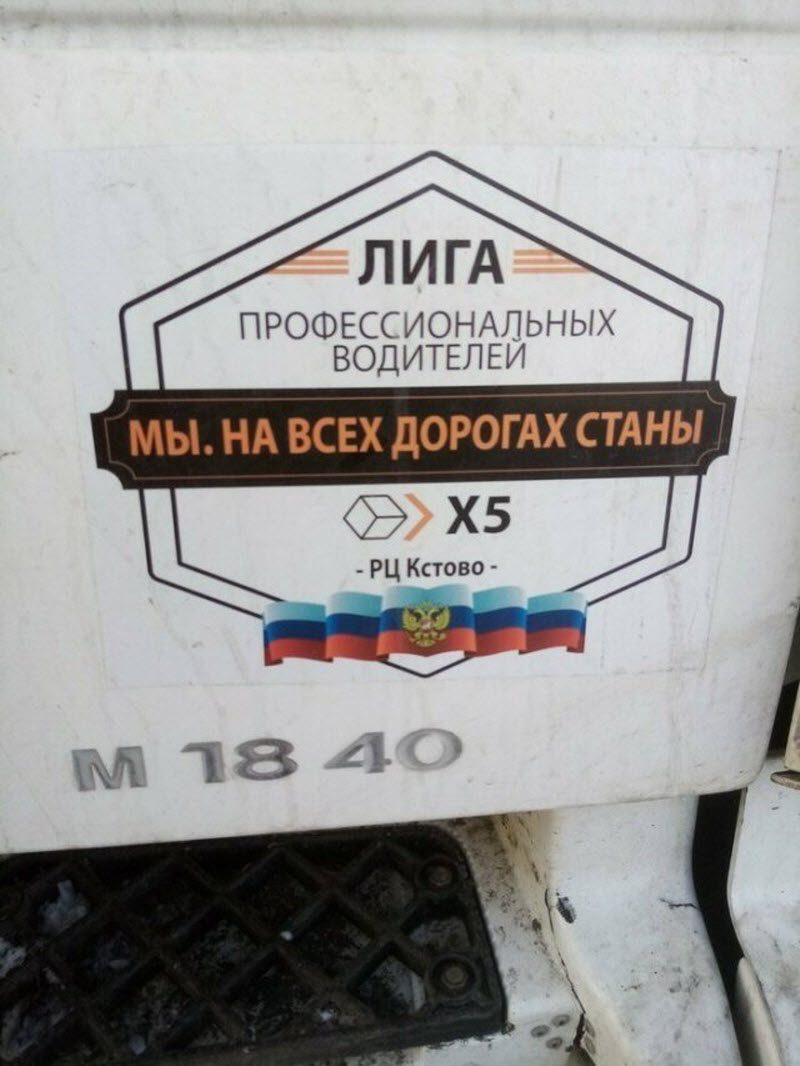 ЛИГА
ПРОФЕССИОНАЛЬНЫХ
ВОДИТЕЛЕЙ
МЫ. НА ВСЕХ ДОРОГАХ СТАНЫ
X5
- РЦ Кстово -
M 18 40